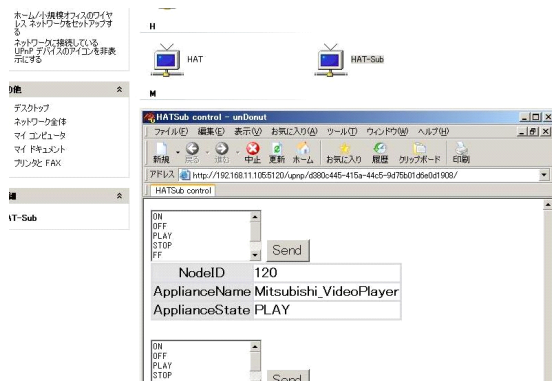 ホーム/小規模オフィスのワイヤ
レス ネットワークをセットアップす
る
ネットワークに接続している
UPnP デバイスのアイコンを非表
示にする
の他
デスクトップ
ネットワーク全体
マイ コンピュータ
マイ ドキュメント
プリンタと FAX
細
AT-Sub
H
HAT
HAT-Sub
M
HATSub control - unDonut
ファイル(F) 編集(E) 表示(V) お気に入り(A) ツール(T) ウィンドウ(W) ヘルプ(H)
新規 戻る 進む 中止 更新 ホーム お気に入り 履歴 クリップボード 印刷
アドレス http://192.168.11.105:5120/upnp/d380c445-415a-44c5-9d75b01d6e0d1908/
HATSub control
ON
OFF
PLAY
STOP
FF
Send
NodeID 120
ApplianceName Mitsubishi_VideoPlayer
ApplianceState PLAY
ON
OFF
PLAY
STOP
Send